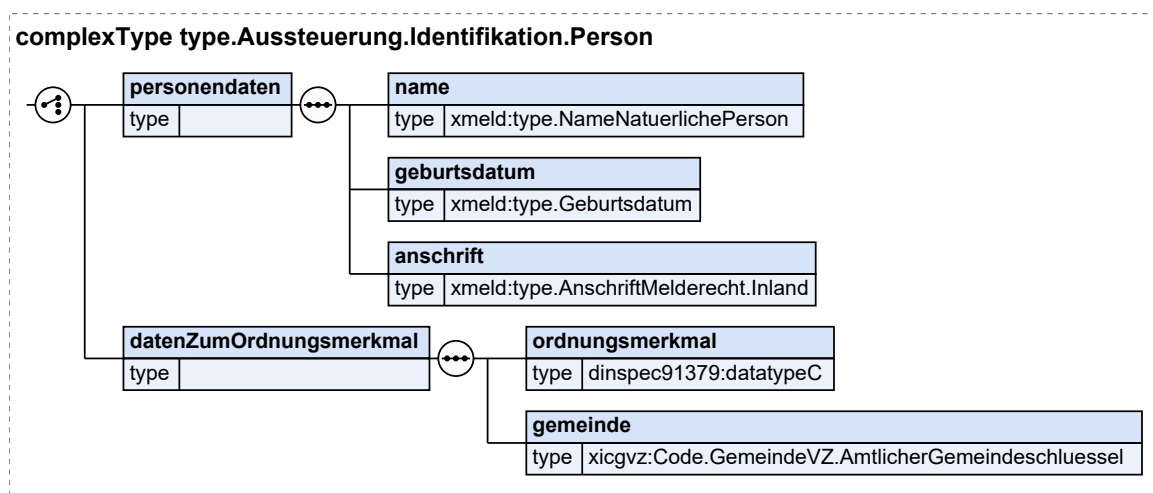 complexType type.Aussteuerung.Identifikation.Person
personendaten
type
name
type xmeld:type.NameNatuerlichePerson
geburtsdatum
type xmeld:type.Geburtsdatum
anschrift
type xmeld:type.AnschriftMelderecht.Inland
datenZumOrdnungsmerkmal
type
ordnungsmerkmal
type dinspec91379:datatypeC
gemeinde
type xicgvz:Code.GemeindeVZ.AmtlicherGemeindeschluessel